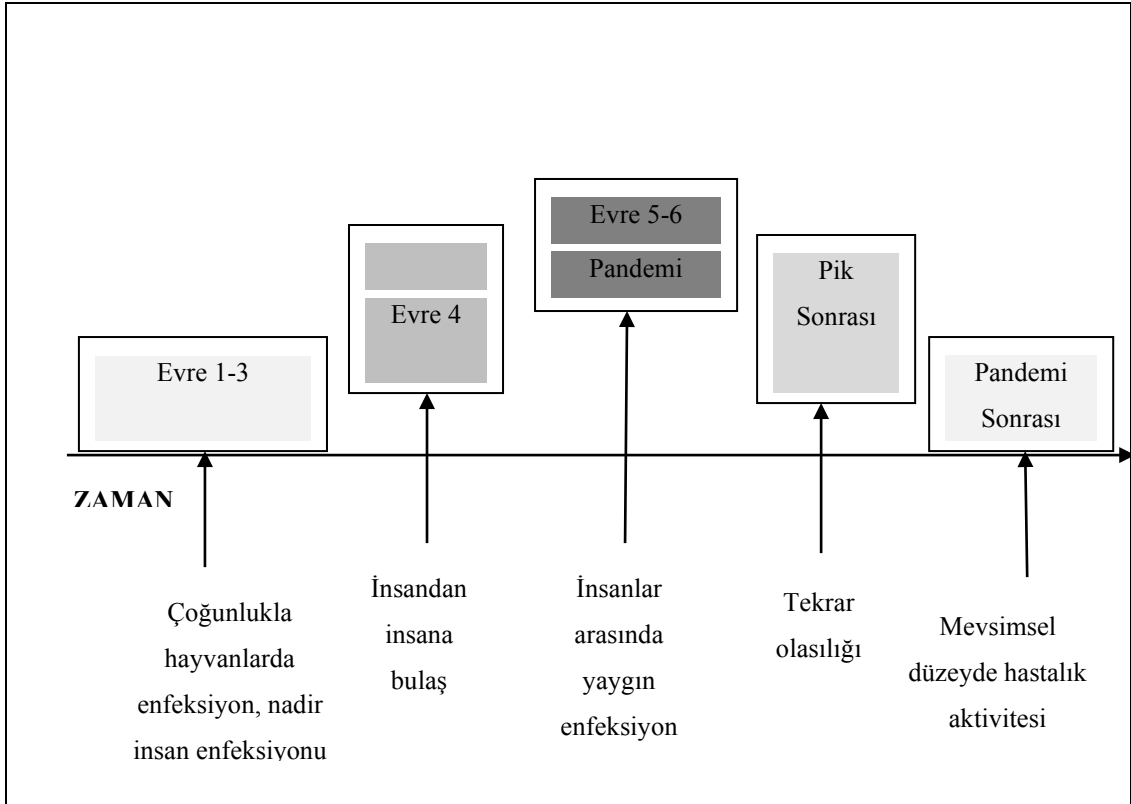 Evre 5-6
Pandemi
Evre 4
Pik
Sonrası
Evre 1-3
Pandemi
Sonrası
ZAMAN
Çoğunlukla
hayvanlarda
enfeksiyon, nadir
insan enfeksiyonu
İnsandan
insana
bulaş
İnsanlar
arasında
yaygın
enfeksiyon
Tekrar
olasılığı
Mevsimsel
düzeyde hastalık
aktivitesi